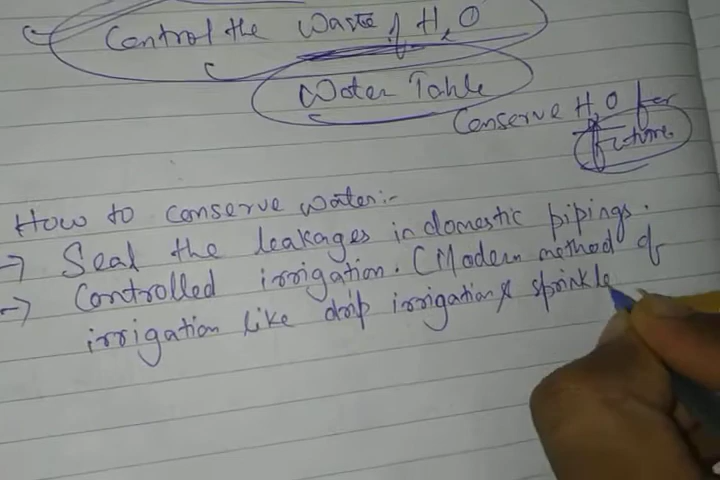 Control the Waste of H2O
Water Table
Conserve H2O for
future
How to conserve water:-
→ Seal the leakages in domestic pipings.
→ Controlled irrigation. (Modern method of
irrigation like drip irrigation & sprinkle